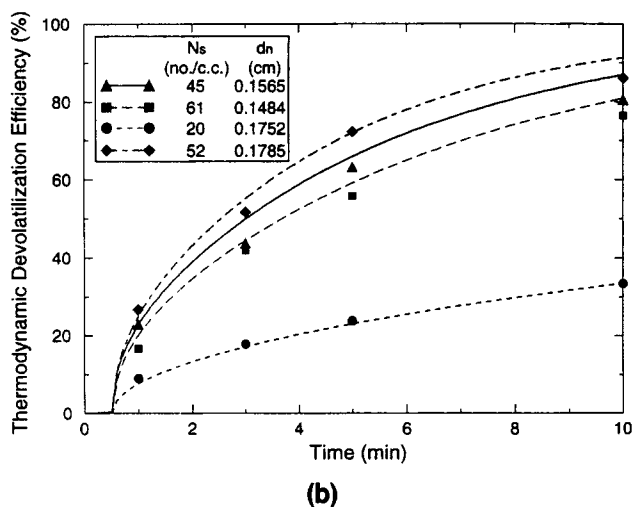 Thermodynamic Devolatilization Efficiency (%)
100
80
60
40
20
0
Ns dn
(no./c.c.) (cm)
45 0.1565
61 0.1484
20 0.1752
52 0.1785
0 2 4 6 8 10
Time (min)
(b)